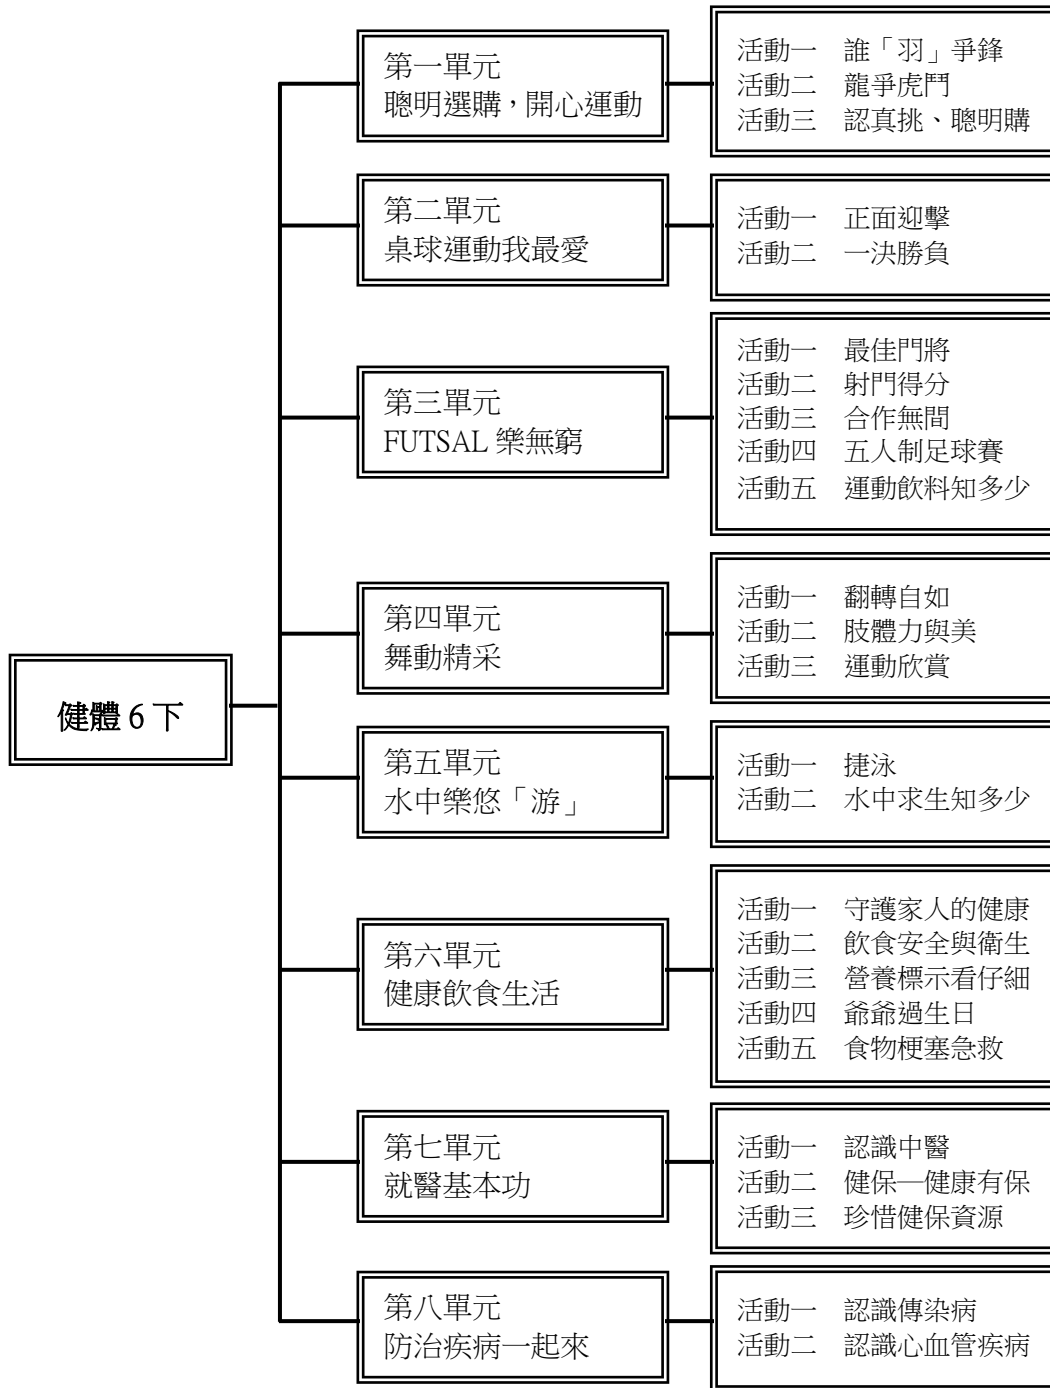 健體 6 下
第一單元
聰明選購，開心運動
活動一　誰「羽」爭鋒
活動二　龍爭虎鬥
活動三　認真挑、聰明購
第二單元
桌球運動我最愛
活動一　正面迎擊
活動二　一決勝負
第三單元
FUTSAL 樂無窮
活動一　最佳門將
活動二　射門得分
活動三　合作無間
活動四　五人制足球賽
活動五　運動飲料知多少
第四單元
舞動精采
活動一　翻轉自如
活動二　肢體力與美
活動三　運動欣賞
第五單元
水中樂悠「游」
活動一　捷泳
活動二　水中求生知多少
第六單元
健康飲食生活
活動一　守護家人的健康
活動二　飲食安全與衛生
活動三　營養標示看仔細
活動四　爺爺過生日
活動五　食物梗塞急救
第七單元
就醫基本功
活動一　認識中醫
活動二　健保─健康有保
活動三　珍惜健保資源
第八單元
防治疾病一起來
活動一　認識傳染病
活動二　認識心血管疾病